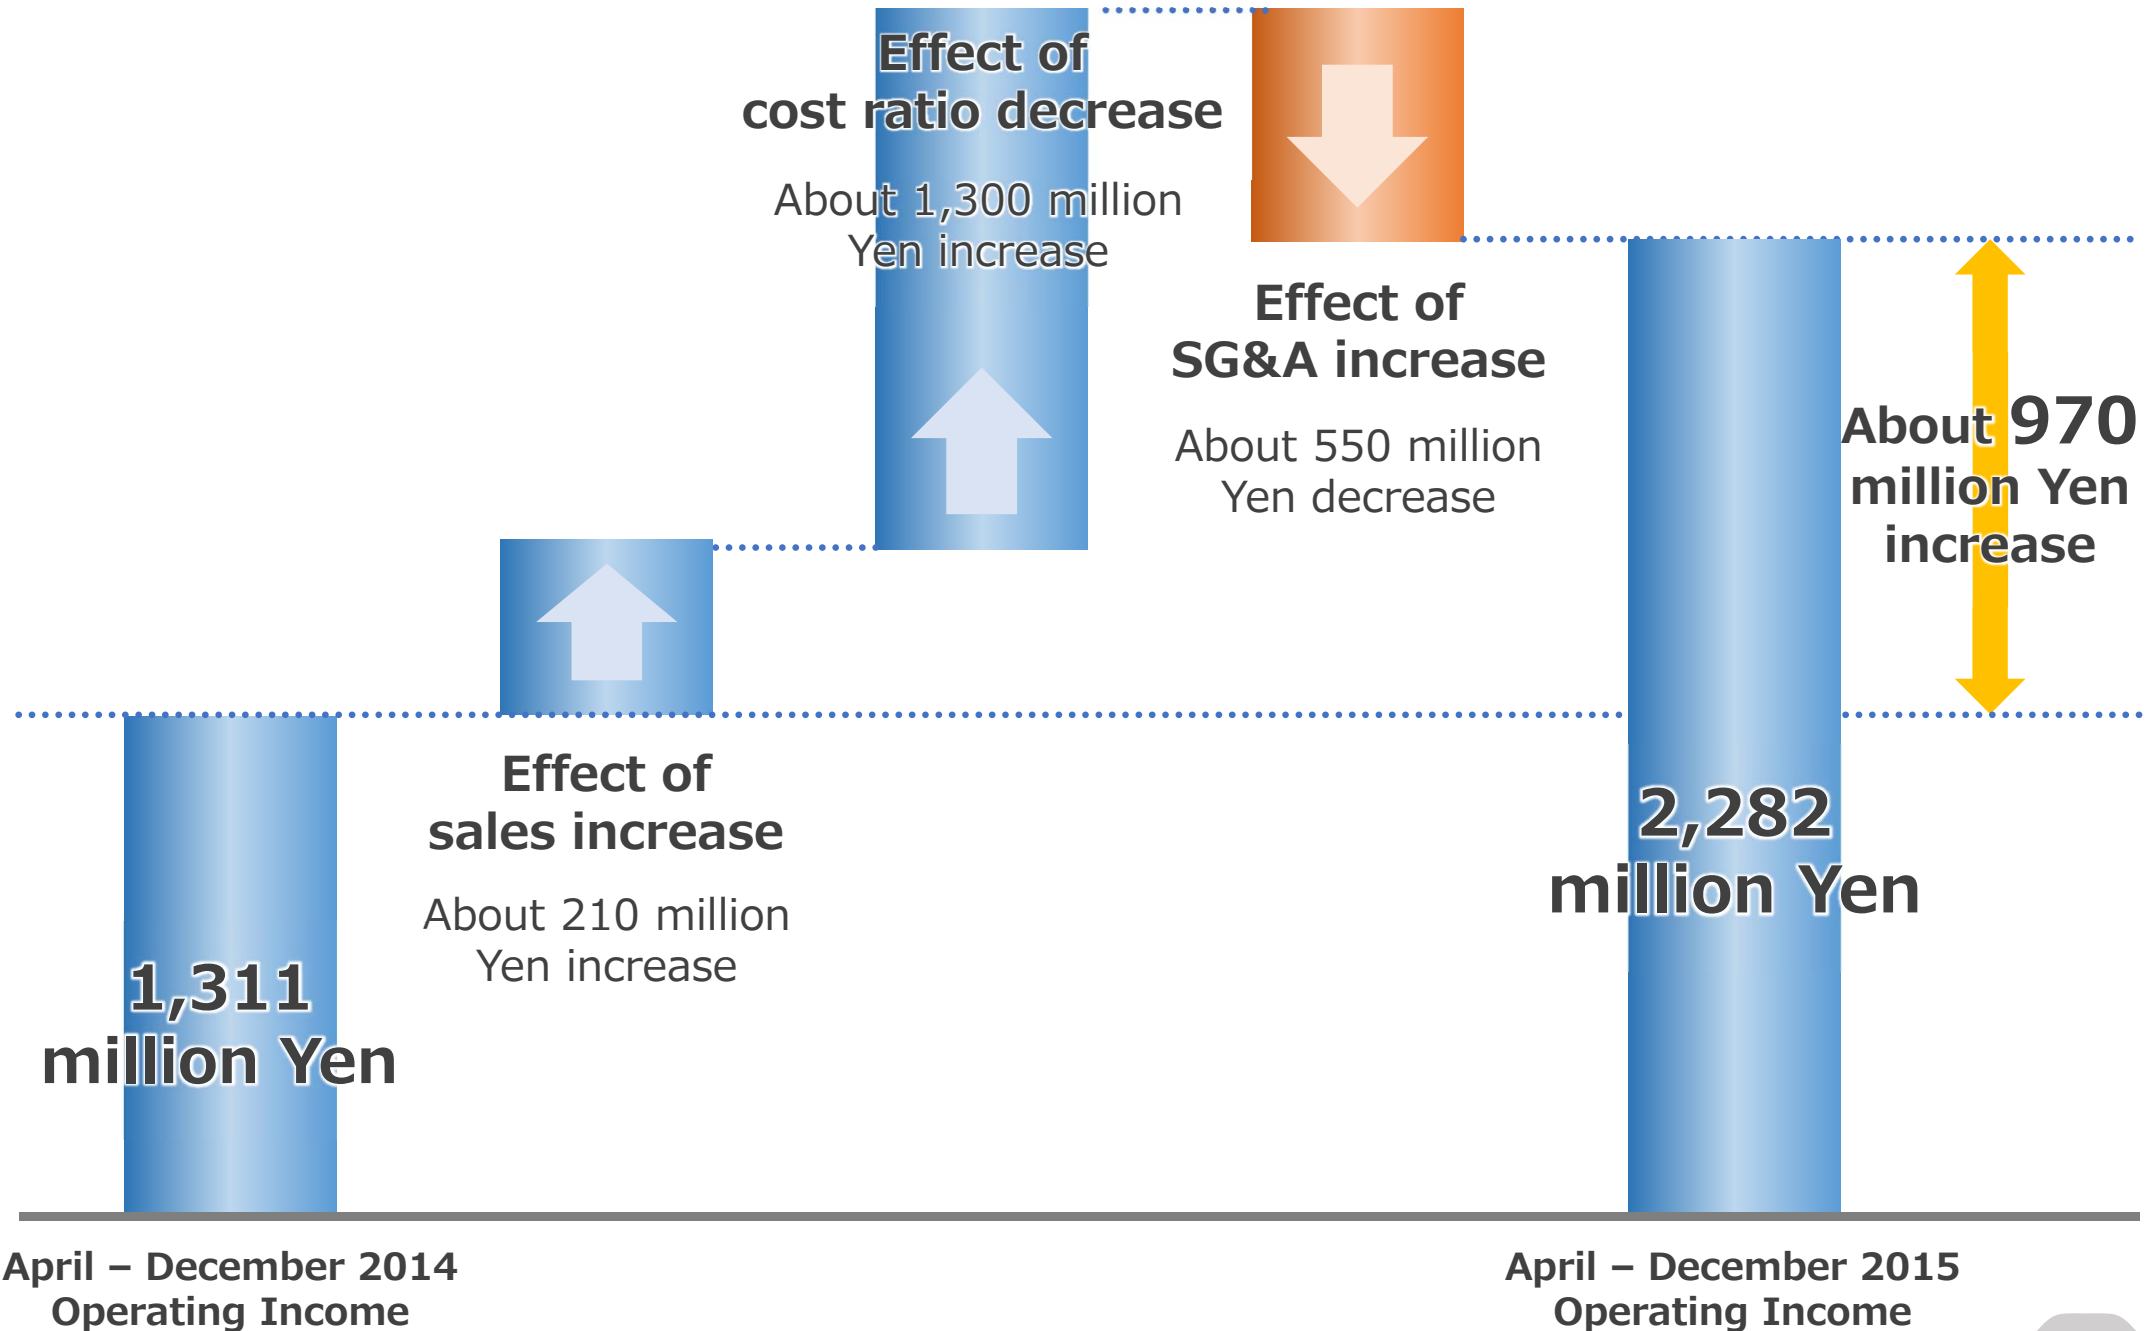 Effect of
cost ratio decrease
About 1,300 million
Yen increase
Effect of
SG&A increase
About 550 million
Yen decrease
About 970
million Yen
increase
Effect of
sales increase
About 210 million
Yen increase
1,311
million Yen
2,282
million Yen
April – December 2014
Operating Income
April – December 2015
Operating Income